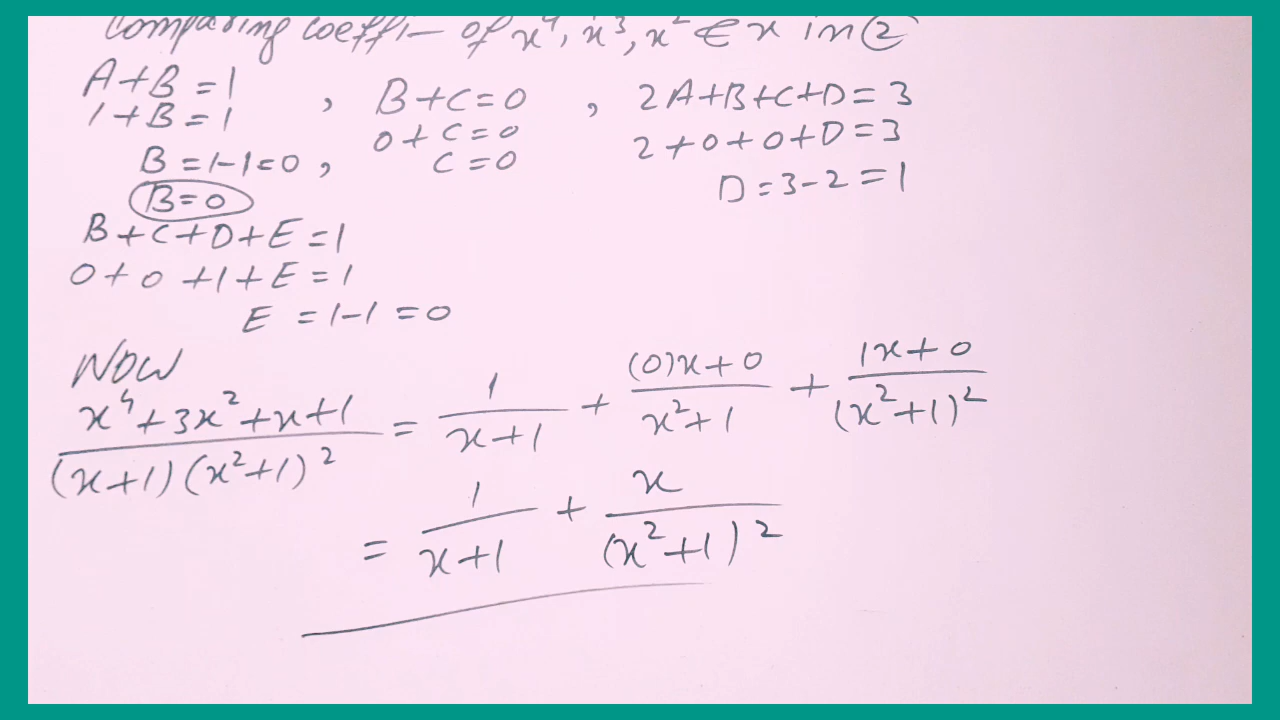 Comparing coeffi- of x⁴, x³, x² & x in (2)
A+B=1 , B+C=0 , 2A+B+C+D=3
1+B=1 0+C=0 2+0+0+D=3
B=1-1=0, C=0 D=3-2=1
B=0
B+C+D+E=1
0+0+1+E=1
E=1-1=0
NOW
x⁴+3x²+x+1/(x+1)(x²+1)² = 1/x+1 + (0)x+0/x²+1 + 1x+0/(x²+1)²
= 1/x+1 + x/(x²+1)²